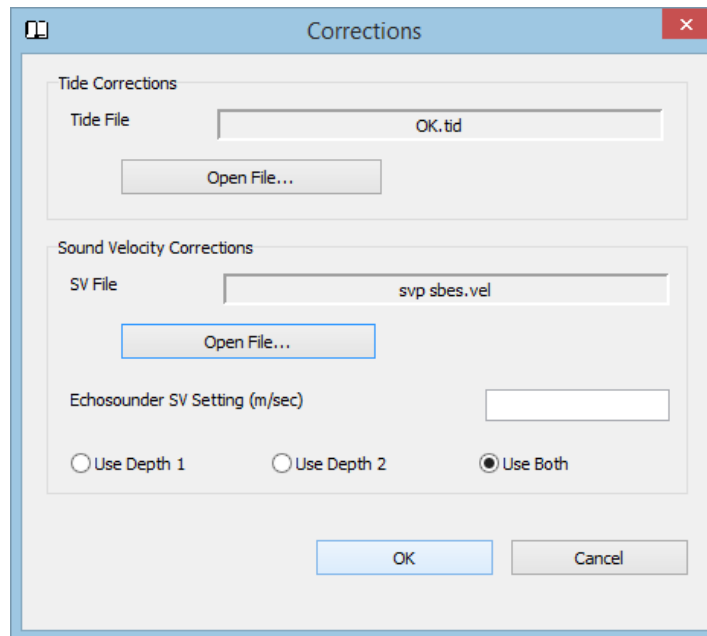 Corrections
Tide Corrections
Tide File
OK.tid
Open File...
Sound Velocity Corrections
SV File
svp sbes.vel
Open File...
Echosounder SV Setting (m/sec)
Use Depth 1
Use Depth 2
Use Both
OK
Cancel